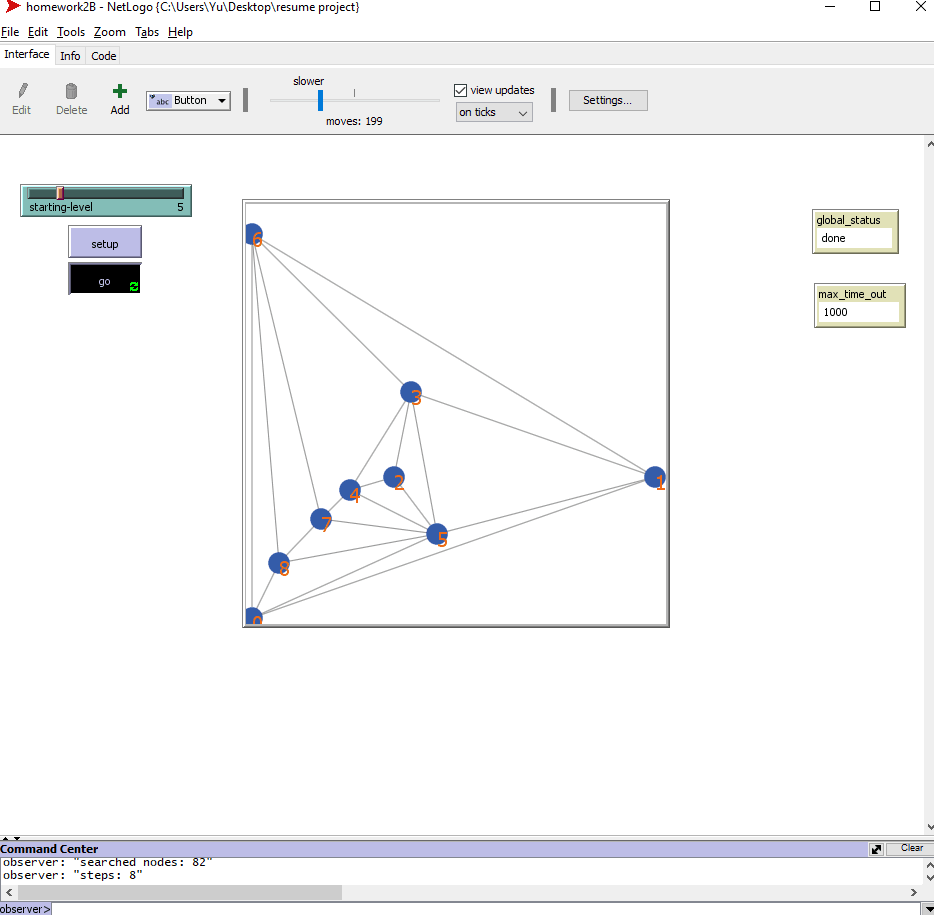 homework2B - NetLogo {C:\Users\Yu\Desktop\resume project}
File Edit Tools Zoom Tabs Help
Interface Info Code
Edit Delete Add
abc Button
slower
moves: 199
view updates
on ticks
Settings...
starting-level 5
setup
go
global_status
done
max_time_out
1000
6
3
2
1
4
7
5
8
0
Command Center
Clear
observer: "searched nodes: 82"
observer: "steps: 8"
observer>